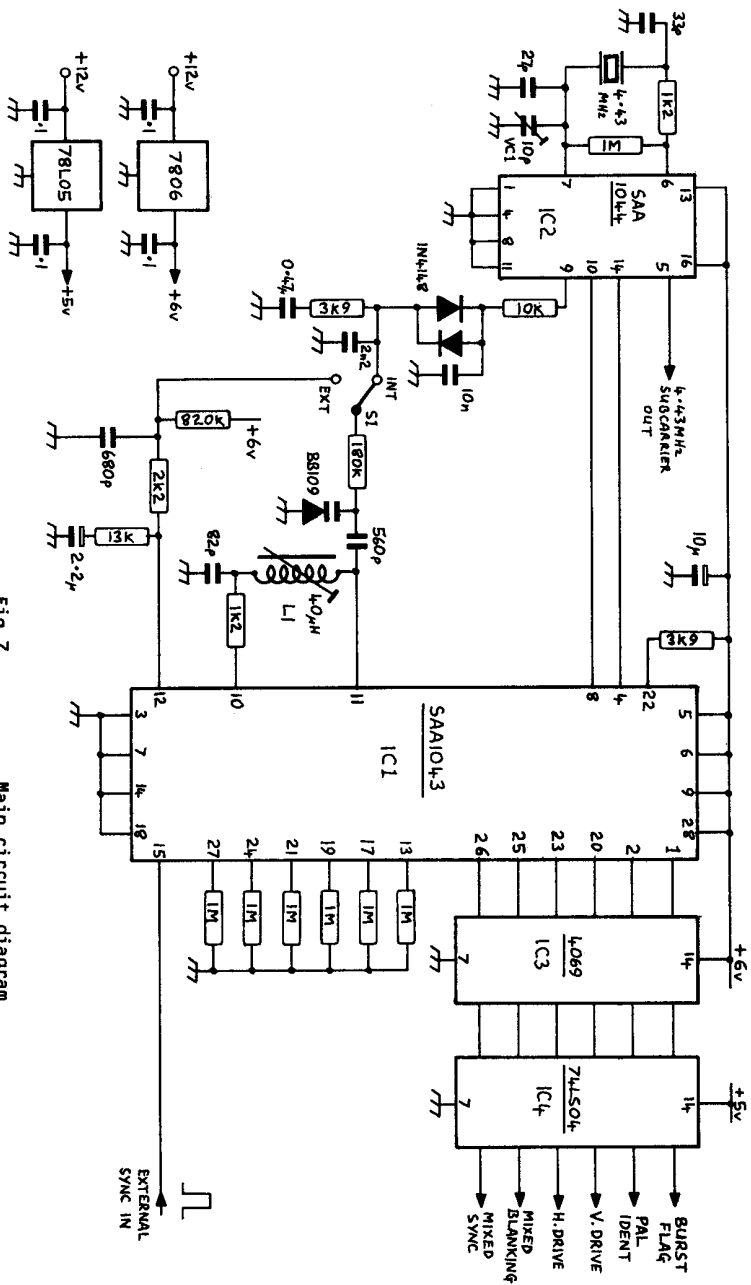 33p
27p
4.43
MHz
10p
VC1
1k2
1M
6
7
13
16
SAA
1044
IC2
1
4
8
11
5
14
10
9
4.43MHz
SUBCARRIER
OUT
10K
1N4148
10n
3k9
0.47µ
2n2
INT
EXT
S1
180K
BB109
560p
40µH
L1
82p
1k2
+6v
820k
680p
2k2
13K
2.2µ
10µ
3k9
+12v
.1
7806
.1
+6v
+12v
.1
78L05
.1
+5v
5
6
9
28
22
4
8
11
10
12
SAA1043
IC1
3
7
14
18
15
1
2
20
23
25
26
13
17
19
21
24
27
1M
1M
1M
1M
1M
1M
+6v
14
4069
IC3
7
+5v
14
74LS04
IC4
7
BURST
FLAG
PAL
IDENT
V.DRIVE
H.DRIVE
MIXED
BLANKING
MIXED
SYNC
EXTERNAL
SYNC IN
Fig 7
Main circuit diagram